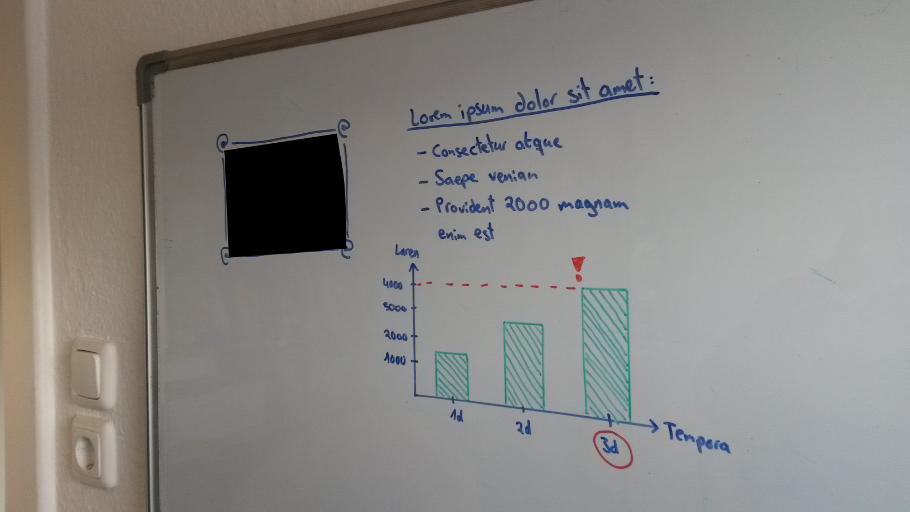 Lorem ipsum dolor sit amet:
- Consectetur atque
- Saepe veniam
- Provident 2000 magnam
enim est
Lorem
!
4000
3000
2000
1000
1d
2d
3d
Tempora